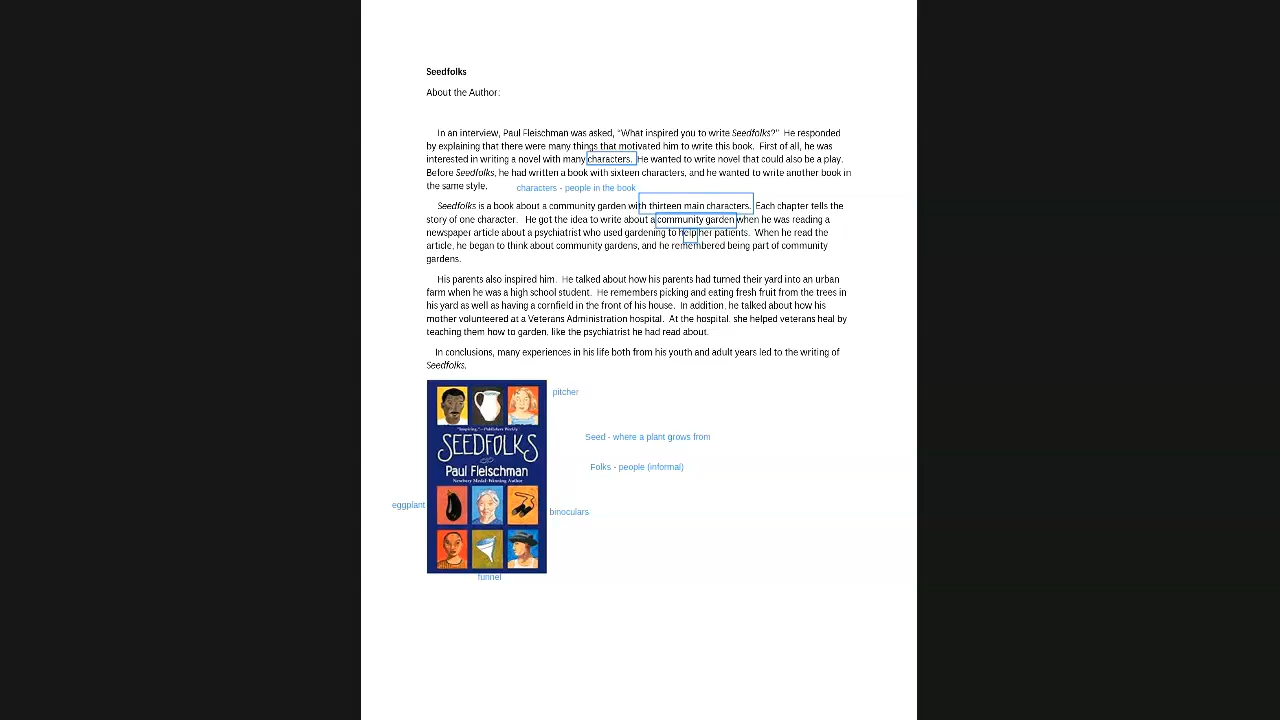 Seedfolks
About the Author:
In an interview, Paul Fleischman was asked, "What inspired you to write Seedfolks?" He responded
by explaining that there were many things that motivated him to write this book. First of all, he was
interested in writing a novel with many characters. He wanted to write novel that could also be a play.
Before Seedfolks, he had written a book with sixteen characters, and he wanted to write another book in
the same style.
characters - people in the book
Seedfolks is a book about a community garden with thirteen main characters. Each chapter tells the
story of one character. He got the idea to write about a community garden when he was reading a
newspaper article about a psychiatrist who used gardening to help her patients. When he read the
article, he began to think about community gardens, and he remembered being part of community
gardens.
His parents also inspired him. He talked about how his parents had turned their yard into an urban
farm when he was a high school student. He remembers picking and eating fresh fruit from the trees in
his yard as well as having a cornfield in the front of his house. In addition, he talked about how his
mother volunteered at a Veterans Administration hospital. At the hospital, she helped veterans heal by
teaching them how to garden, like the psychiatrist he had read about.
In conclusions, many experiences in his life both from his youth and adult years led to the writing of
Seedfolks.
pitcher
"Inspiring."—Publishers Weekly
SEEDFOLKS
Seed - where a plant grows from
Paul Fleischman
Folks - people (informal)
Newbery Medal-Winning Author
eggplant
binoculars
funnel